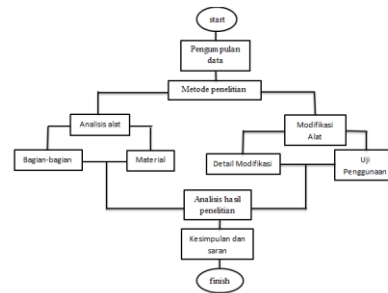 start
Pengumpulan
data
Metode penelitian
Analisis alat
Modifikasi
Alat
Bagian-bagian
Material
Detail Modifikasi
Uji
Penggunaan
Analisis hasil
penelitian
Kesimpulan dan
saran
finish